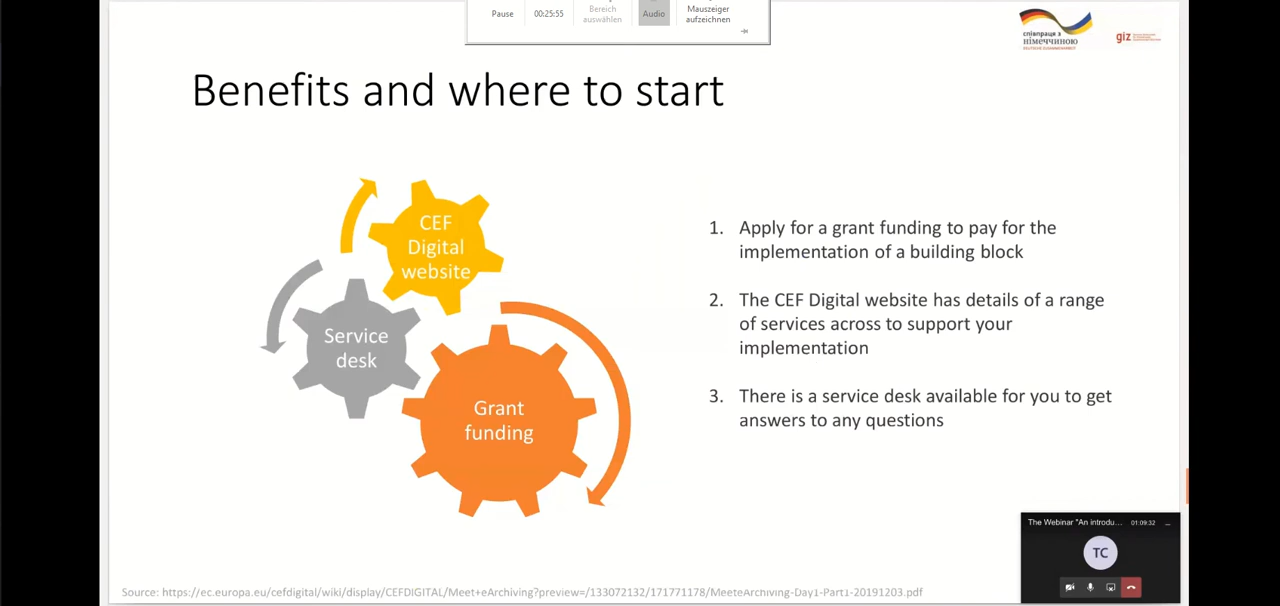 Pause
00:25:55
Bereich
auswählen
Audio
Mauszeiger
aufzeichnen
співпраця з
німеччиною
DEUTSCHE ZUSAMMENARBEIT
giz
Benefits and where to start
CEF
Digital
website
Service
desk
Grant
funding
1. Apply for a grant funding to pay for the
implementation of a building block
2. The CEF Digital website has details of a range
of services across to support your
implementation
3. There is a service desk available for you to get
answers to any questions
The Webinar "An introdu...
01:09:32
TC
Source: https://ec.europa.eu/cefdigital/wiki/display/CEFDIGITAL/Meet+eArchiving?preview=/133072132/171771178/MeeteArchiving-Day1-Part1-20191203.pdf